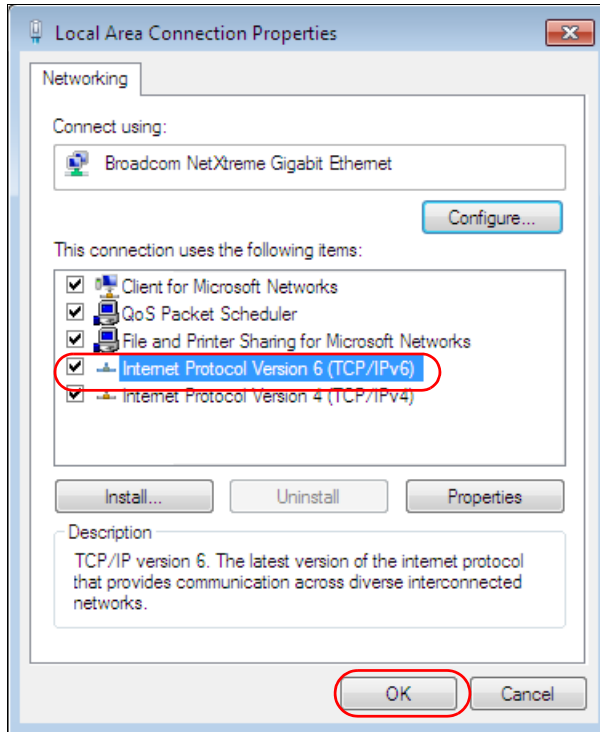 Local Area Connection Properties
Networking
Connect using:
Broadcom NetXtreme Gigabit Ethernet
Configure...
This connection uses the following items:
Client for Microsoft Networks
QoS Packet Scheduler
File and Printer Sharing for Microsoft Networks
Internet Protocol Version 6 (TCP/IPv6)
Internet Protocol Version 4 (TCP/IPv4)
Install...
Uninstall
Properties
Description
TCP/IP version 6. The latest version of the internet protocol
that provides communication across diverse interconnected
networks.
OK
Cancel